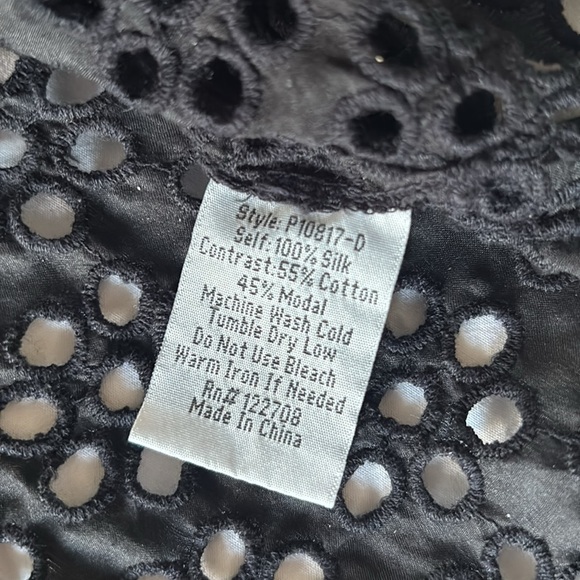 Style: P10817-D
Self: 100% Silk
Contrast: 55% Cotton
45% Modal
Machine Wash Cold
Tumble Dry Low
Do Not Use Bleach
Warm Iron If Needed
Rn# 122708
Made In China